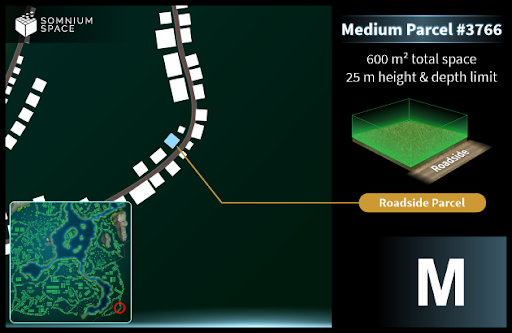 SOMNIUM
SPACE
Medium Parcel #3766
600 m² total space
25 m height & depth limit
Roadside
Roadside Parcel
M